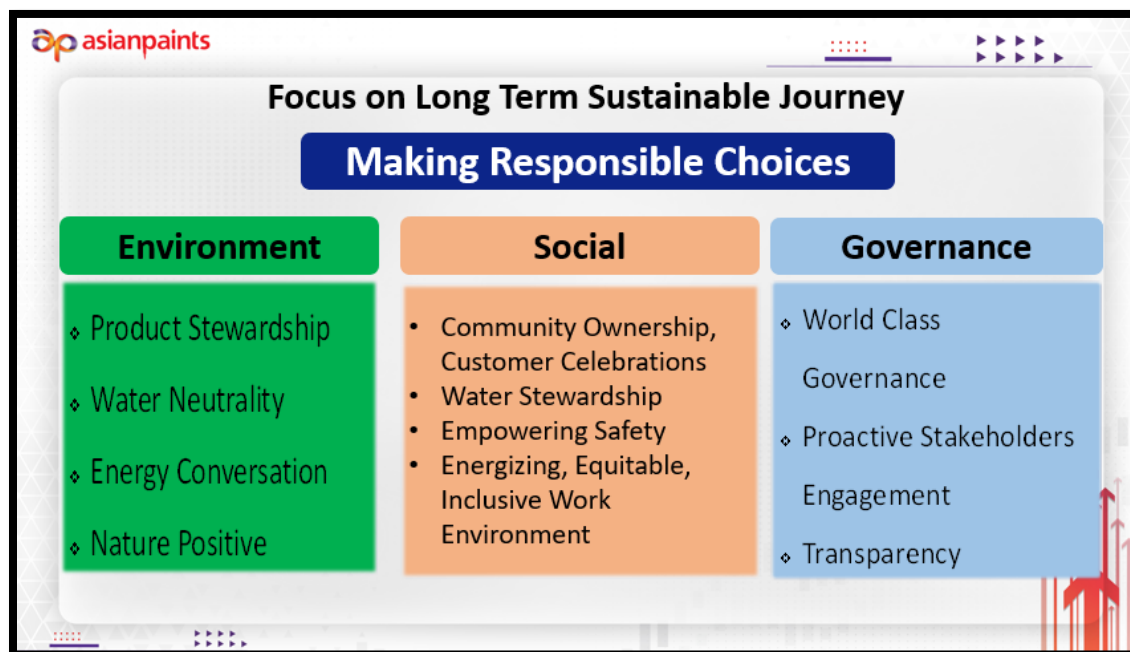 asianpaints
Focus on Long Term Sustainable Journey
Making Responsible Choices
Environment
❖ Product Stewardship
❖ Water Neutrality
❖ Energy Conversation
❖ Nature Positive
Social
• Community Ownership,
Customer Celebrations
• Water Stewardship
• Empowering Safety
• Energizing, Equitable,
Inclusive Work
Environment
Governance
❖ World Class
Governance
❖ Proactive Stakeholders
Engagement
❖ Transparency